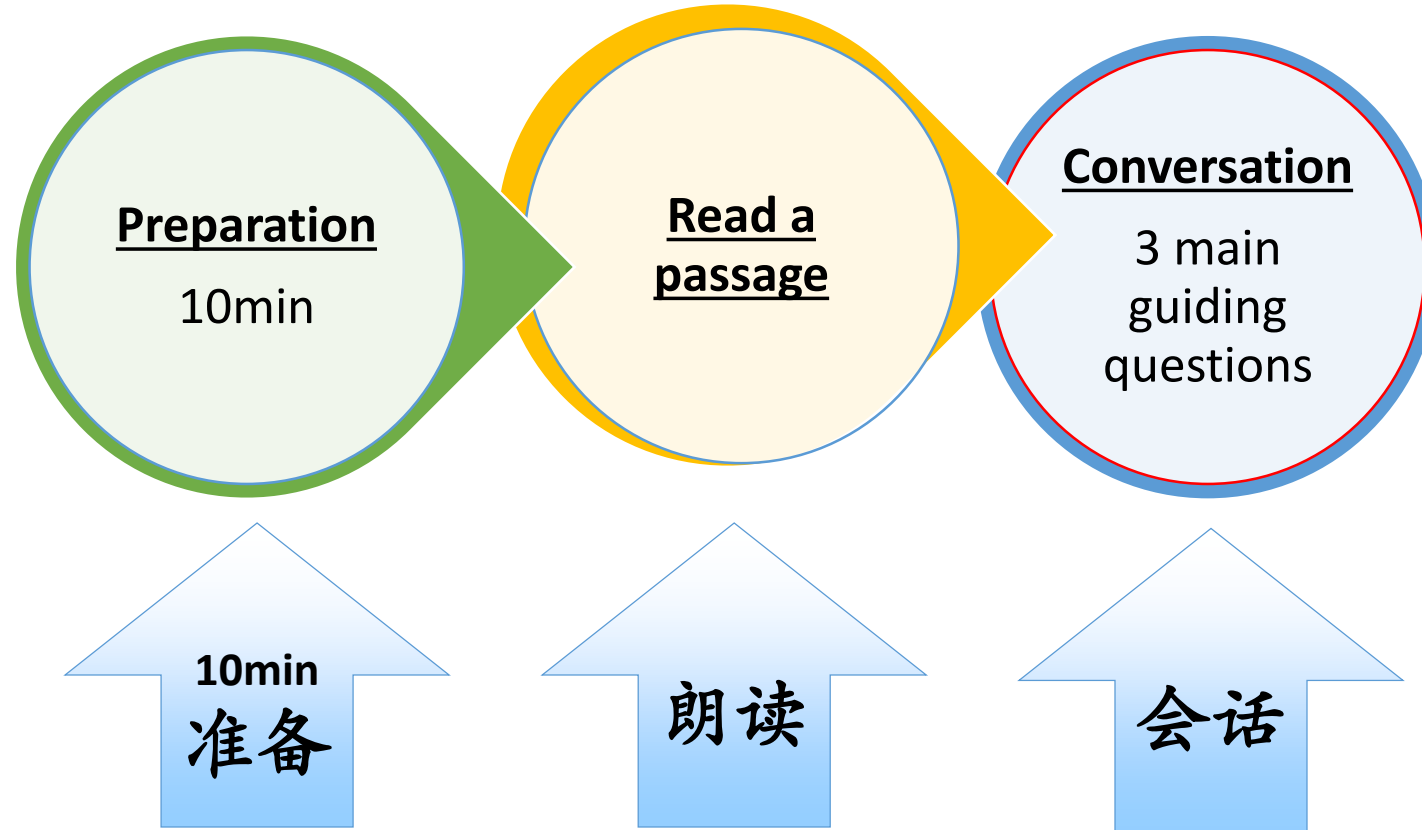 Preparation
10min
Read a
passage
Conversation
3 main
guiding
questions
10min
准备
朗读
会话